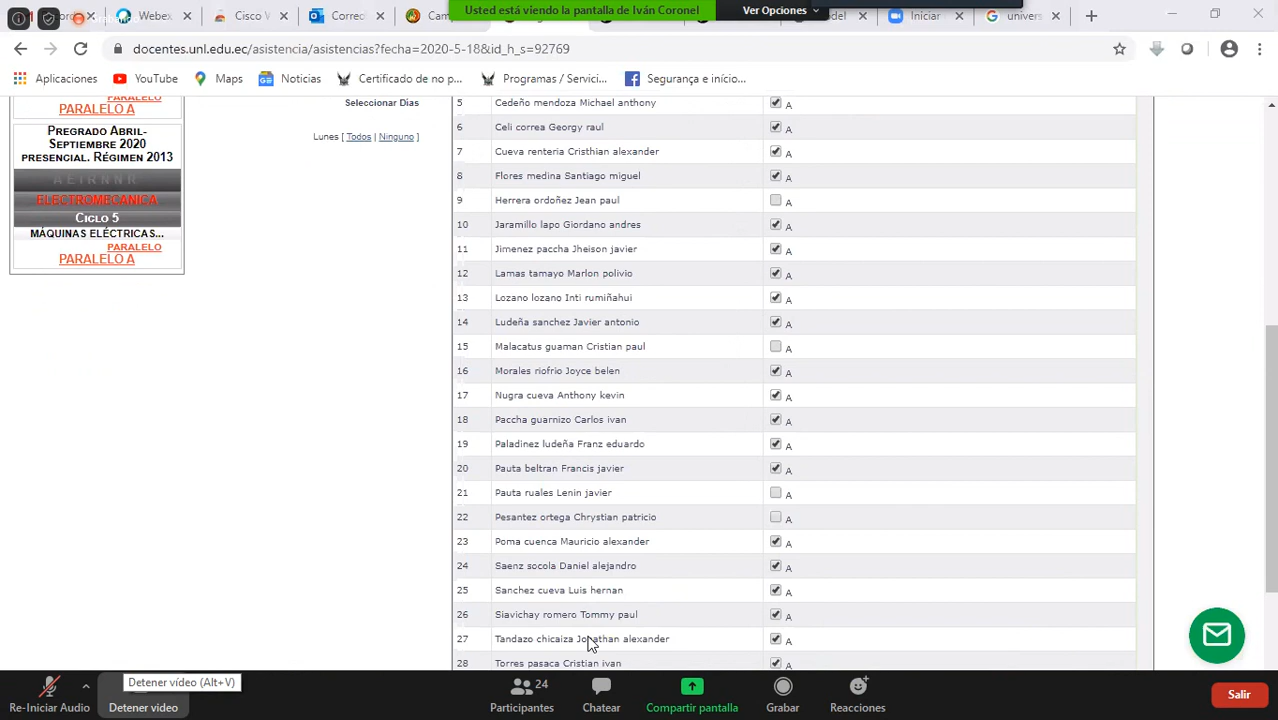 Webex
Cisco V
Correo
Cam
Usted está viendo la pantalla de Iván Coronel
Ver Opciones
Iniciar
univers
docentes.unl.edu.ec/asistencia/asistencias?fecha=2020-5-18&id_h_s=92769
Aplicaciones
YouTube
Maps
Noticias
Certificado de no p...
Programas / Servici...
Segurança e início...
PARALELO
PARALELO A
PREGRADO ABRIL-
SEPTIEMBRE 2020
PRESENCIAL. RÉGIMEN 2013
A E I R N N R
ELECTROMECANICA
CICLO 5
MÁQUINAS ELÉCTRICAS...
PARALELO
PARALELO A
Seleccionar Días
Lunes [ Todos | Ninguno ]
5 Cedeño mendoza Michael anthony A
6 Celi correa Georgy raul A
7 Cueva renteria Cristhian alexander A
8 Flores medina Santiago miguel A
9 Herrera ordoñez Jean paul A
10 Jaramillo lapo Giordano andres A
11 Jimenez paccha Jheison javier A
12 Lamas tamayo Marlon polivio A
13 Lozano lozano Inti rumiñahui A
14 Ludeña sanchez Javier antonio A
15 Malacatus guaman Cristian paul A
16 Morales riofrio Joyce belen A
17 Nugra cueva Anthony kevin A
18 Paccha guarnizo Carlos ivan A
19 Paladinez ludeña Franz eduardo A
20 Pauta beltran Francis javier A
21 Pauta ruales Lenin javier A
22 Pesantez ortega Chrystian patricio A
23 Poma cuenca Mauricio alexander A
24 Saenz socola Daniel alejandro A
25 Sanchez cueva Luis hernan A
26 Siavichay romero Tommy paul A
27 Tandazo chicaiza Jonathan alexander A
28 Torres pasaca Cristian ivan A
Detener vídeo (Alt+V)
Re-Iniciar Audio
Detener vídeo
24
Participantes
Chatear
Compartir pantalla
Grabar
Reacciones
Salir